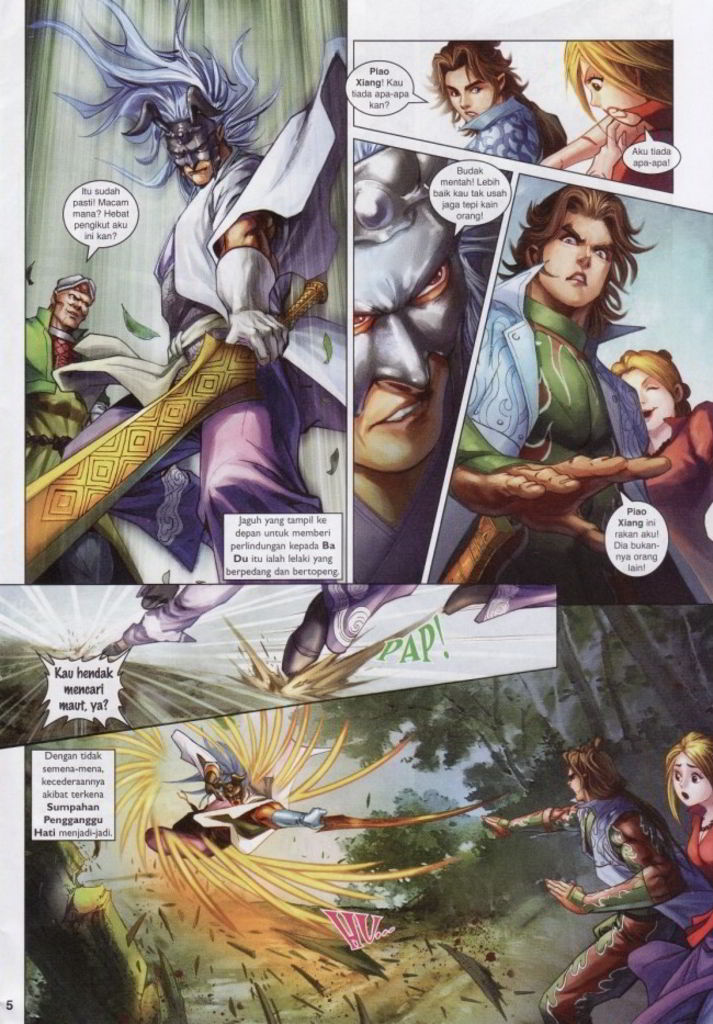 Itu sudah
pasti! Macam
mana? Hebat
pengikut aku
ini kan?
Jaguh yang tampil ke
depan untuk memberi
perlindungan kepada Ba
Du itu ialah lelaki yang
berpedang dan bertopeng.
Piao
Xiang! Kau
tiada apa-apa
kan?
Aku tiada
apa-apa!
Budak
mentah! Lebih
baik kau tak usah
jaga tepi kain
orang!
Piao
Xiang ini
rakan aku!
Dia bukan-
nya orang
lain!
PAP!
Kau hendak
mencari
maut, ya?
Dengan tidak
semena-mena,
kecederaannya
akibat terkena
Sumpahan
Pengganggu
Hati menjadi-jadi.
HU...
5